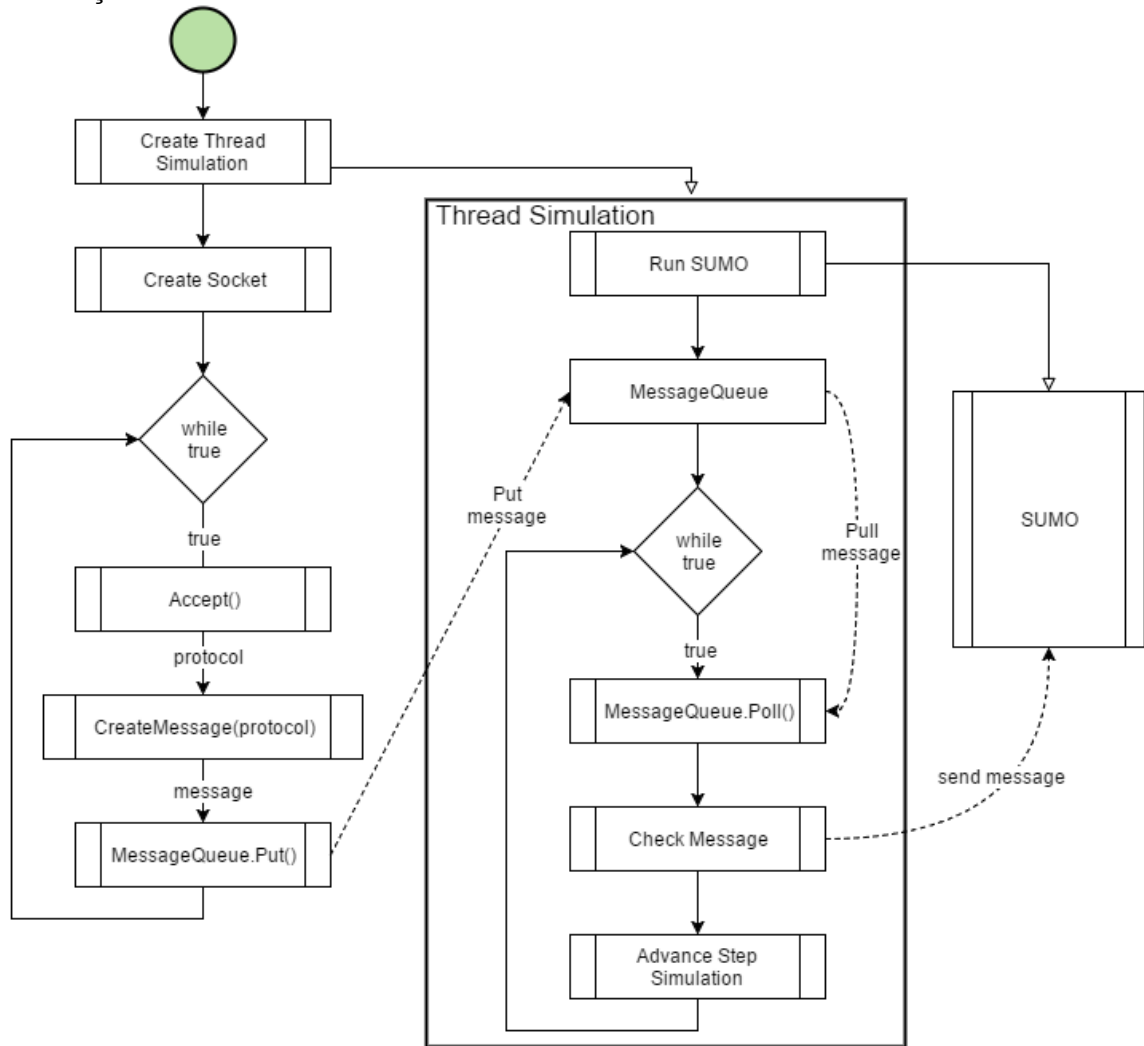 Create Thread
Simulation
Thread Simulation
Run SUMO
Create Socket
MessageQueue
while
true
Put
message
SUMO
true
while
true
Pull
message
Accept()
protocol
true
CreateMessage(protocol)
MessageQueue.Poll()
message
send message
MessageQueue.Put()
Check Message
Advance Step
Simulation